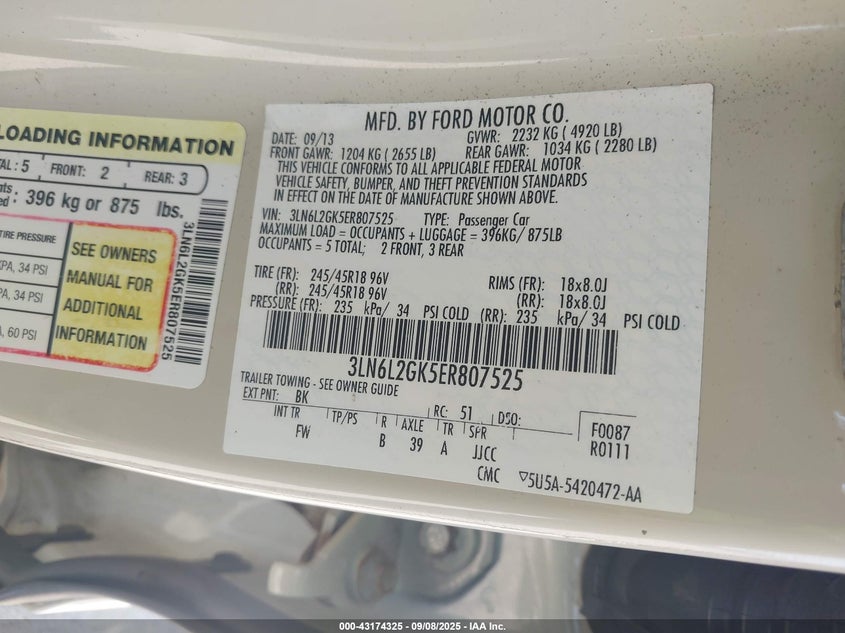 LOADING INFORMATION
TAL: 5 FRONT: 2 REAR: 3
nts
ed: 396 kg or 875 lbs.
TIRE PRESSURE
KPA, 34 PSI
PA, 34 PSI
A, 60 PSI
SEE OWNERS
MANUAL FOR
ADDITIONAL
INFORMATION
3LN6L2GK5ER807525
MFD. BY FORD MOTOR CO.
DATE: 09/13 GVWR: 2232 KG ( 4920 LB)
FRONT GAWR: 1204 KG ( 2655 LB) REAR GAWR: 1034 KG ( 2280 LB)
THIS VEHICLE CONFORMS TO ALL APPLICABLE FEDERAL MOTOR
VEHICLE SAFETY, BUMPER, AND THEFT PREVENTION STANDARDS
IN EFFECT ON THE DATE OF MANUFACTURE SHOWN ABOVE.
VIN: 3LN6L2GK5ER807525 TYPE: Passenger Car
MAXIMUM LOAD = OCCUPANTS + LUGGAGE = 396KG/ 875LB
OCCUPANTS = 5 TOTAL; 2 FRONT, 3 REAR
TIRE (FR): 245/45R18 96V RIMS (FR): 18x8.0J
(RR): 245/45R18 96V (RR): 18x8.0J
PRESSURE (FR): 235 kPa/ 34 PSI COLD (RR): 235 kPa/ 34 PSI COLD
3LN6L2GK5ER807525
TRAILER TOWING - SEE OWNER GUIDE
EXT PNT: BK RC: 51 DSO:
INT TR TP/PS R AXLE TR SPR
FW B 39 A JJCC
CMC
F0087
R0111
▽5U5A-5420472-AA
000-43174325 - 09/08/2025 - IAA Inc.